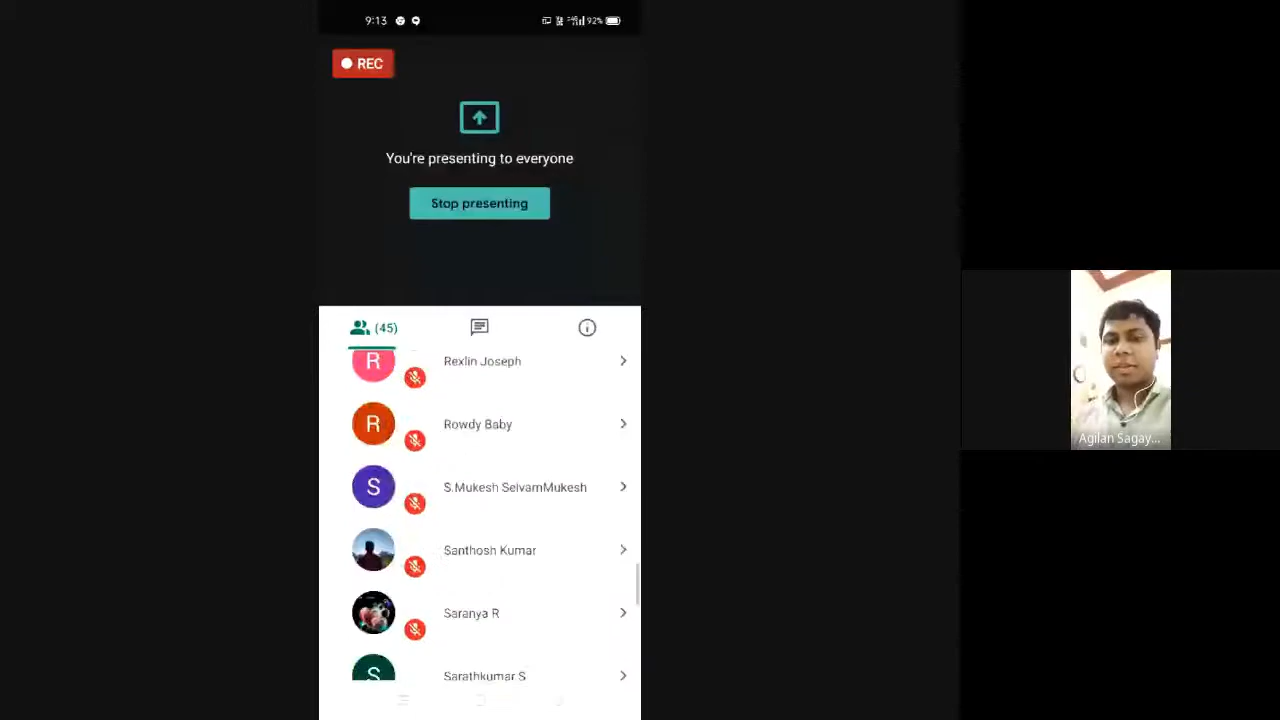 9:13
92%
REC
You're presenting to everyone
Stop presenting
(45)
R
Rexlin Joseph
R
Rowdy Baby
S
S.Mukesh SelvamMukesh
Santhosh Kumar
Saranya R
S
Sarathkumar S
Agilan Sagay...